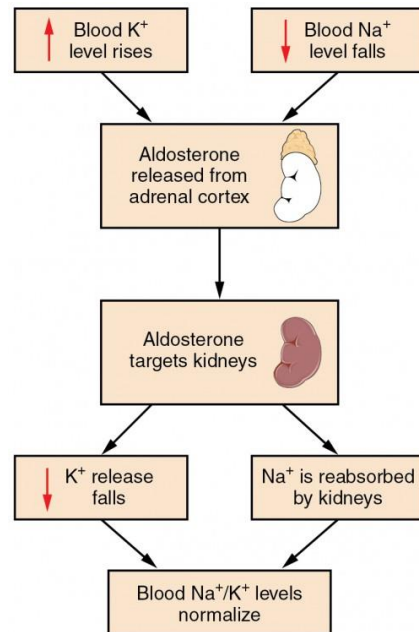 Blood K⁺
level rises
Blood Na⁺
level falls
Aldosterone
released from
adrenal cortex
Aldosterone
targets kidneys
K⁺ release
falls
Na⁺ is reabsorbed
by kidneys
Blood Na⁺/K⁺ levels
normalize